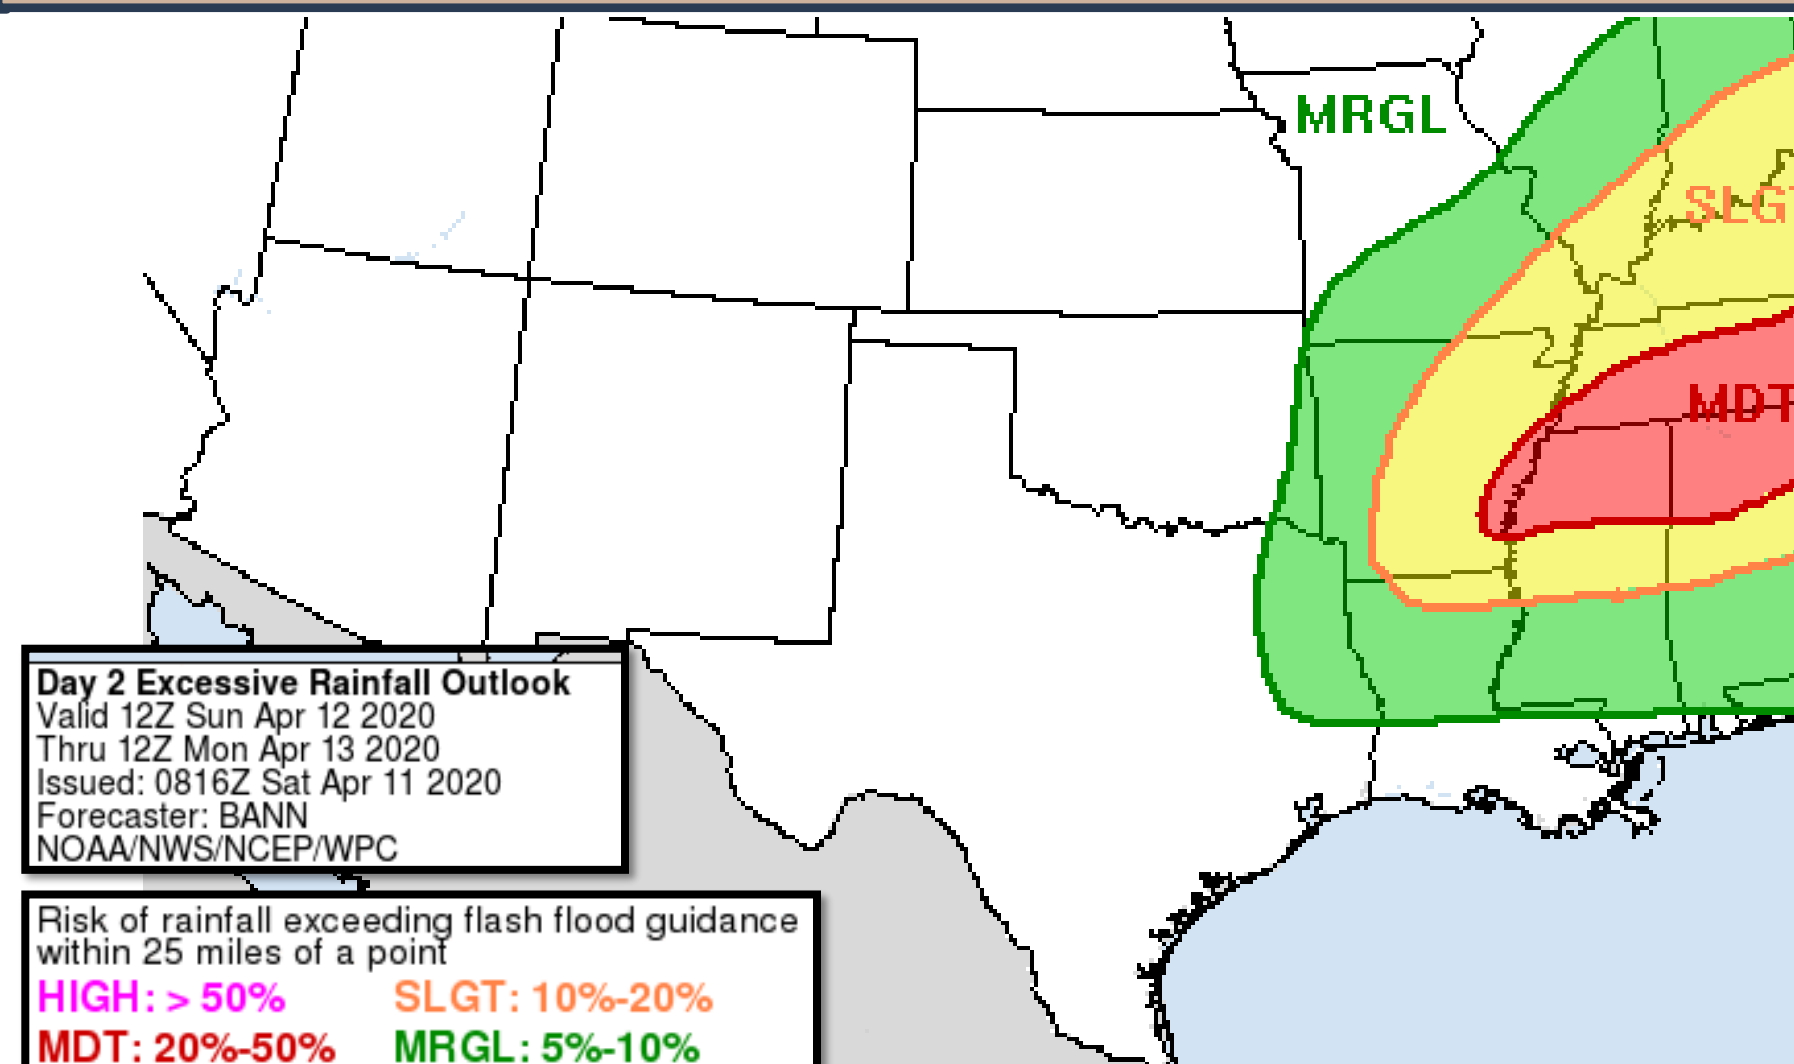 MRGL
SLGT
MDT
Day 2 Excessive Rainfall Outlook
Valid 12Z Sun Apr 12 2020
Thru 12Z Mon Apr 13 2020
Issued: 0816Z Sat Apr 11 2020
Forecaster: BANN
NOAA/NWS/NCEP/WPC
Risk of rainfall exceeding flash flood guidance
within 25 miles of a point
HIGH: > 50% SLGT: 10%-20%
MDT: 20%-50% MRGL: 5%-10%